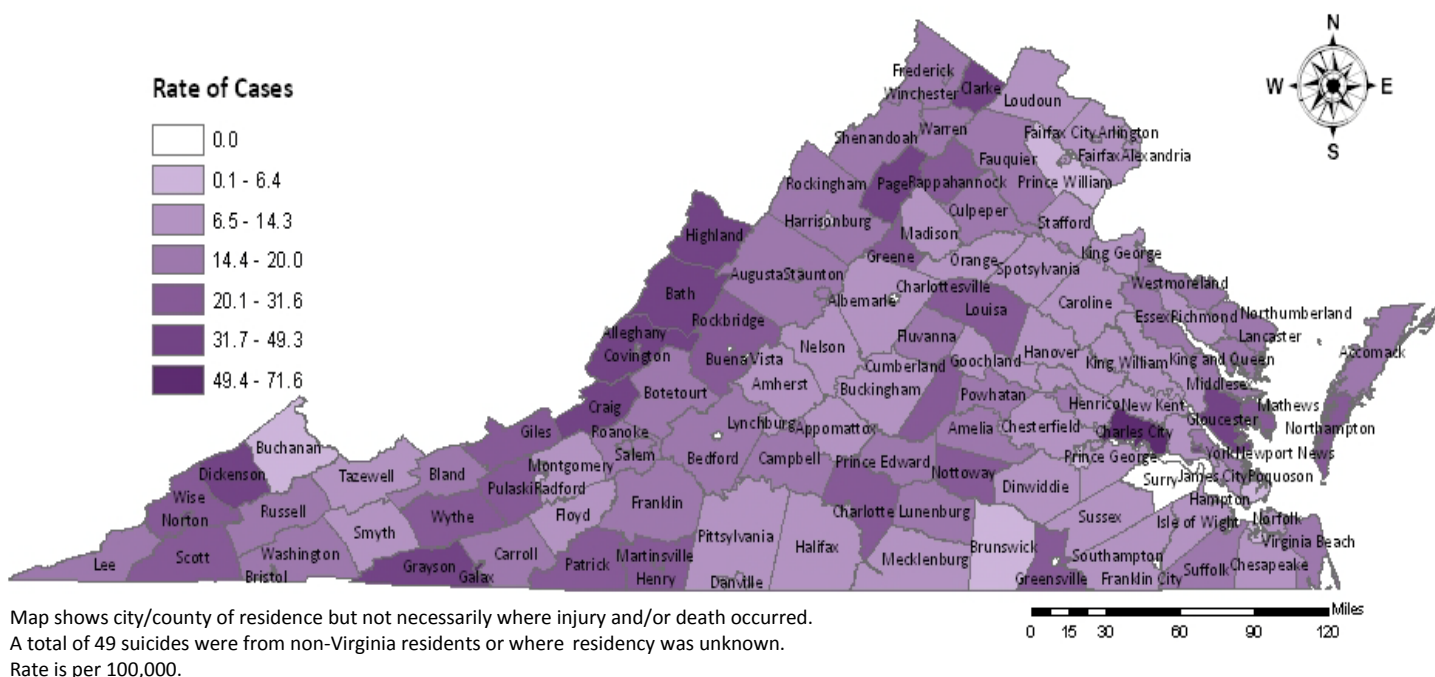 N
W E
S
Rate of Cases
0.0
0.1 - 6.4
6.5 - 14.3
14.4 - 20.0
20.1 - 31.6
31.7 - 49.3
49.4 - 71.6
Frederick
Winchester
Clarke
Loudoun
Shenandoah
Warren
Fairfax City
Arlington
Fauquier
Fairfax
Alexandria
Rockingham
Page
Rappahannock
Prince William
Harrisonburg
Culpeper
Stafford
Highland
Madison
Greene
Orange
King George
Augusta
Staunton
Spotsylvania
Westmoreland
Bath
Albemarle
Charlottesville
Louisa
Caroline
Essex
Richmond
Northumberland
Rockbridge
Lancaster
Alleghany
Covington
Buena Vista
Nelson
Fluvanna
Goochland
Hanover
King William
King and Queen
Accomack
Cumberland
Amherst
Buckingham
Middlesex
Botetourt
Powhatan
Henrico
New Kent
Mathews
Craig
Roanoke
Lynchburg
Appomattox
Amelia
Chesterfield
Charles City
Gloucester
Northampton
Giles
Buchanan
Salem
Bedford
Campbell
Prince Edward
Nottoway
Prince George
York
Newport News
Dickenson
Tazewell
Bland
Montgomery
Pulaski
Radford
Dinwiddie
Surry
James City
Poquoson
Wise
Norton
Russell
Wythe
Floyd
Franklin
Charlotte
Lunenburg
Sussex
Isle of Wight
Hampton
Norfolk
Smyth
Pittsylvania
Halifax
Mecklenburg
Brunswick
Southampton
Virginia Beach
Lee
Scott
Washington
Bristol
Grayson
Galax
Carroll
Patrick
Martinsville
Henry
Danville
Greensville
Franklin City
Suffolk
Chesapeake
Map shows city/county of residence but not necessarily where injury and/or death occurred.
A total of 49 suicides were from non-Virginia residents or where residency was unknown.
Rate is per 100,000.
Miles
0 15 30 60 90 120